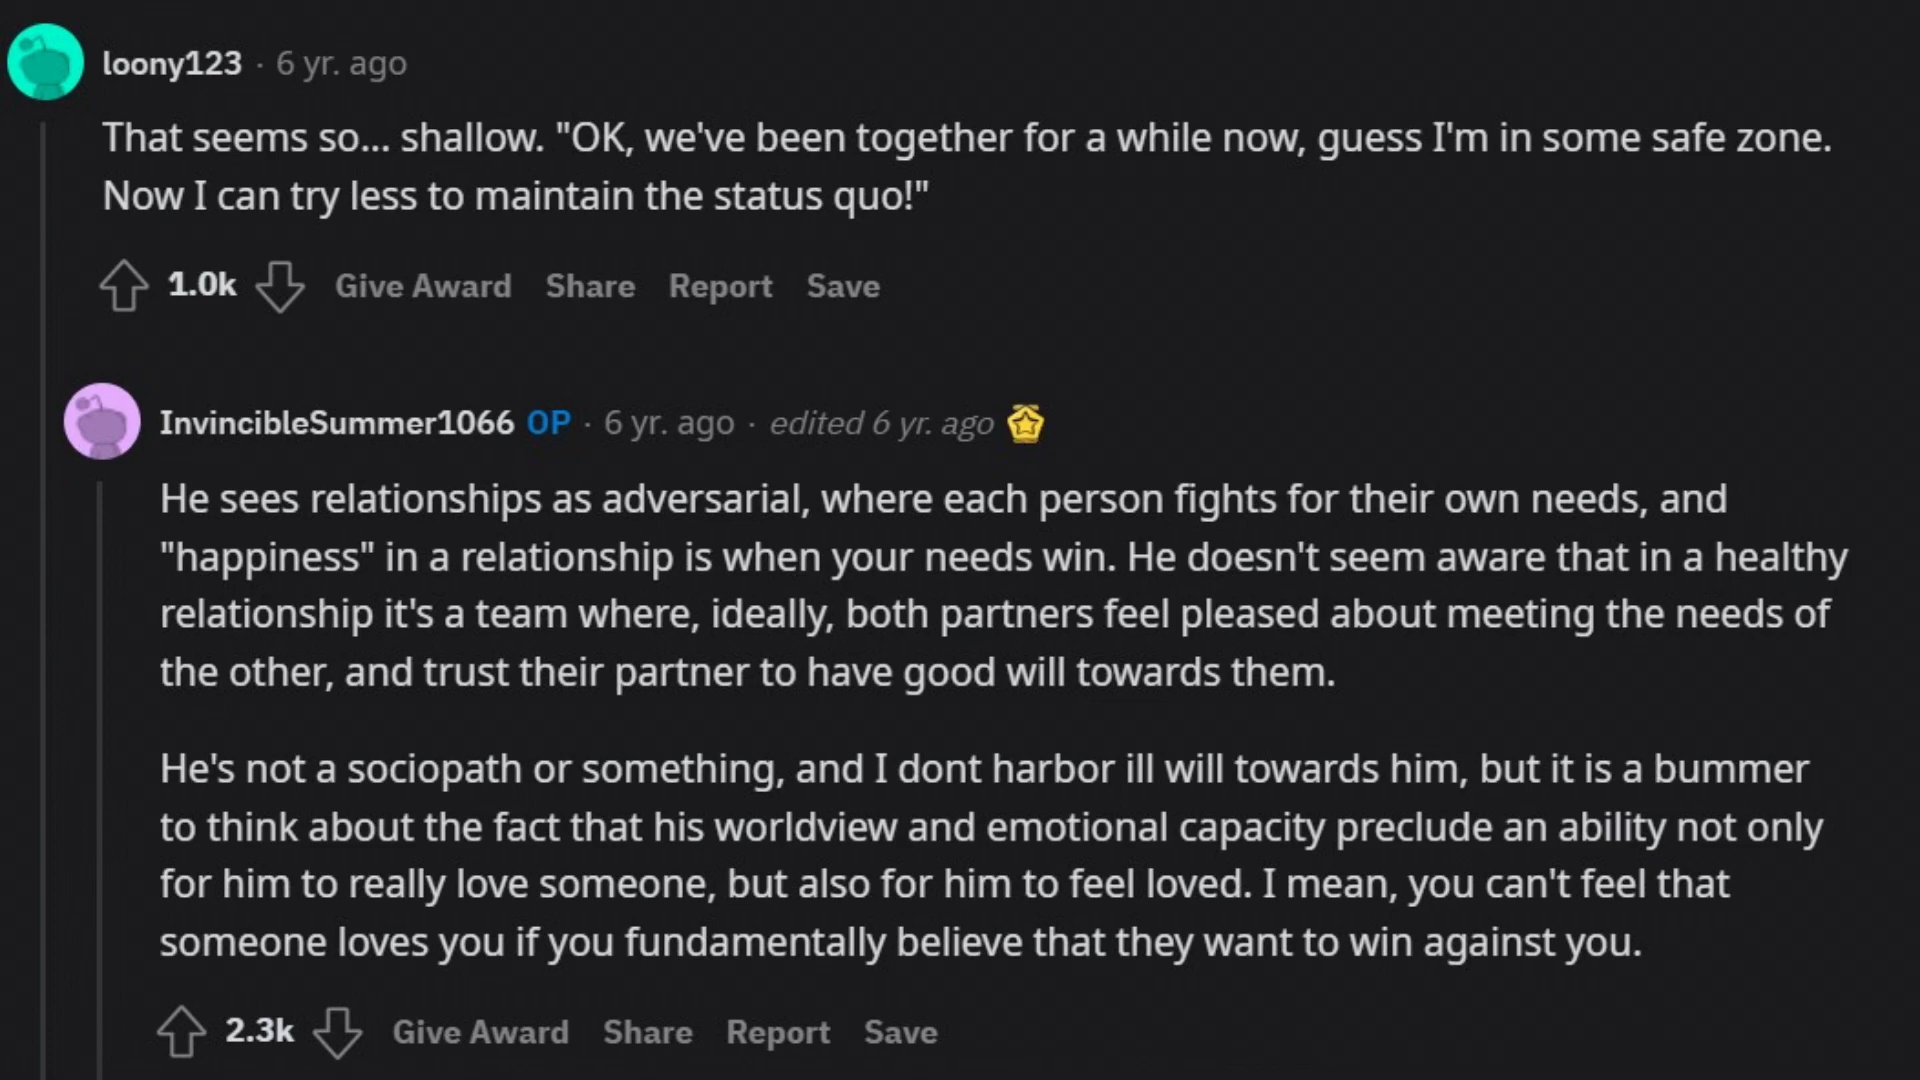 loony123 · 6 yr. ago
That seems so... shallow. "OK, we've been together for a while now, guess I'm in some safe zone.
Now I can try less to maintain the status quo!"
1.0k Give Award Share Report Save
InvincibleSummer1066 OP · 6 yr. ago · edited 6 yr. ago
He sees relationships as adversarial, where each person fights for their own needs, and
"happiness" in a relationship is when your needs win. He doesn't seem aware that in a healthy
relationship it's a team where, ideally, both partners feel pleased about meeting the needs of
the other, and trust their partner to have good will towards them.
He's not a sociopath or something, and I dont harbor ill will towards him, but it is a bummer
to think about the fact that his worldview and emotional capacity preclude an ability not only
for him to really love someone, but also for him to feel loved. I mean, you can't feel that
someone loves you if you fundamentally believe that they want to win against you.
2.3k Give Award Share Report Save